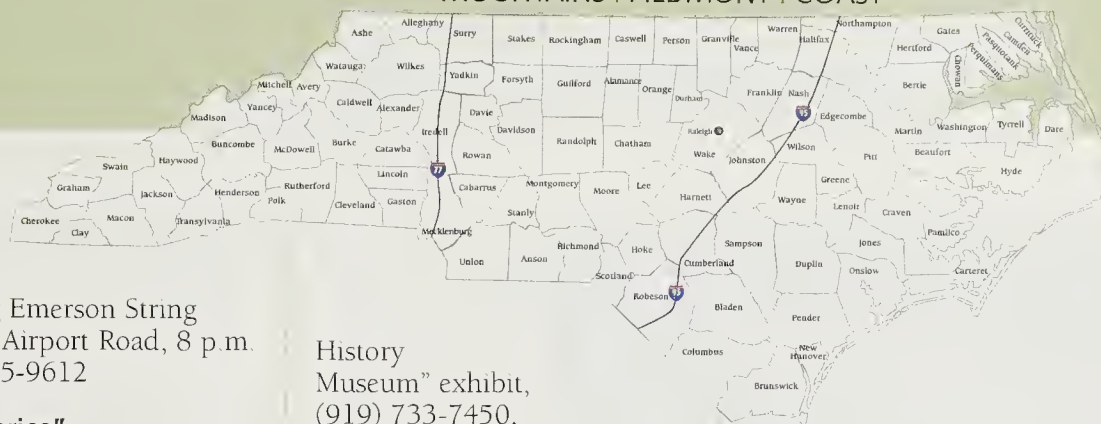 MOUNTAINS / PIEDMONT / COAST
Alleghany
Ashe
Surry
Stakes
Rockingham
Caswell
Person
Granville
Vance
Warren
Halifax
Northampton
Gates
Hertford
Currituck
Camden
Pasquotank
Perquimans
Chowan
Watauga
Wilkes
Yadkin
Forsyth
Guilford
Alamance
Orange
Durham
Franklin
Nash
Bertie
Mitchell
Avery
Yancey
Caldwell
Alexander
Davie
Iredell
Davidson
Randolph
Chatham
Raleigh
Wake
Johnston
95
Edgecombe
Wilson
Martin
Washington
Tyrrell
Dare
Madison
Buncombe
McDowell
Burke
Catawba
Rowan
Pitt
Beaufort
Hyde
Swain
Haywood
77
Lincoln
Cabarrus
Montgomery
Moore
Lee
Harnett
Wayne
Greene
Lenoir
Craven
Pamlico
Graham
Jackson
Henderson
Polk
Rutherford
Cleveland
Gaston
Stanly
Cherokee
Clay
Macon
Transylvania
Mecklenburg
Union
Anson
Richmond
Scotland
Hoke
Cumberland
Sampson
Duplin
Jones
Onslow
Carteret
Robeson
95
Bladen
Pender
Columbus
New
Hanover
Brunswick
Emerson String
Airport Road, 8 p.m.
5-9612
History
Museum” exhibit,
(919) 733-7450.